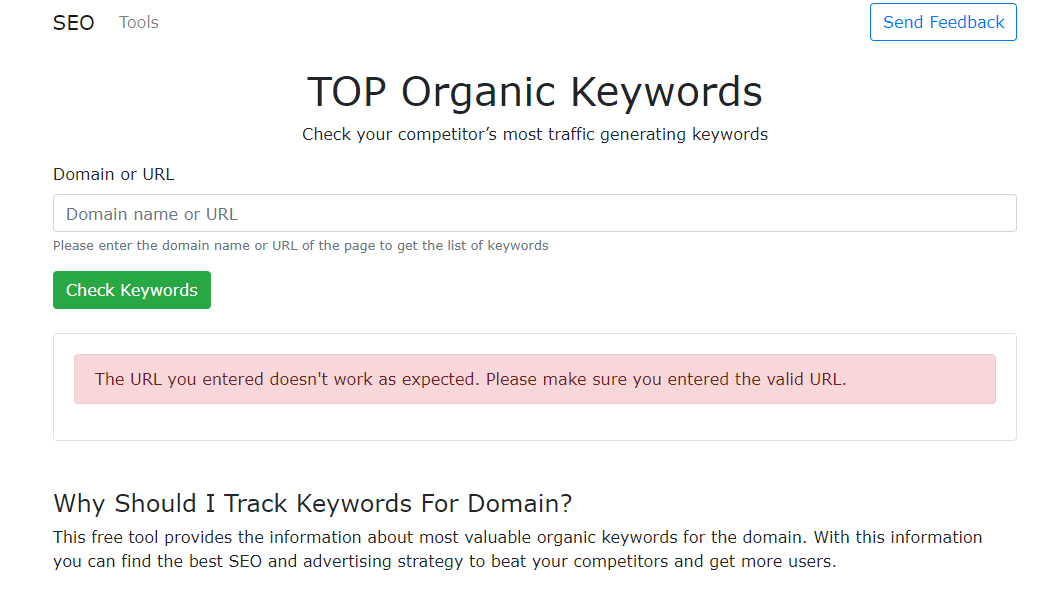 SEO Tools Send Feedback
TOP Organic Keywords
Check your competitor’s most traffic generating keywords
Domain or URL
Domain name or URL
Please enter the domain name or URL of the page to get the list of keywords
Check Keywords
The URL you entered doesn't work as expected. Please make sure you entered the valid URL.
Why Should I Track Keywords For Domain?
This free tool provides the information about most valuable organic keywords for the domain. With this information
you can find the best SEO and advertising strategy to beat your competitors and get more users.